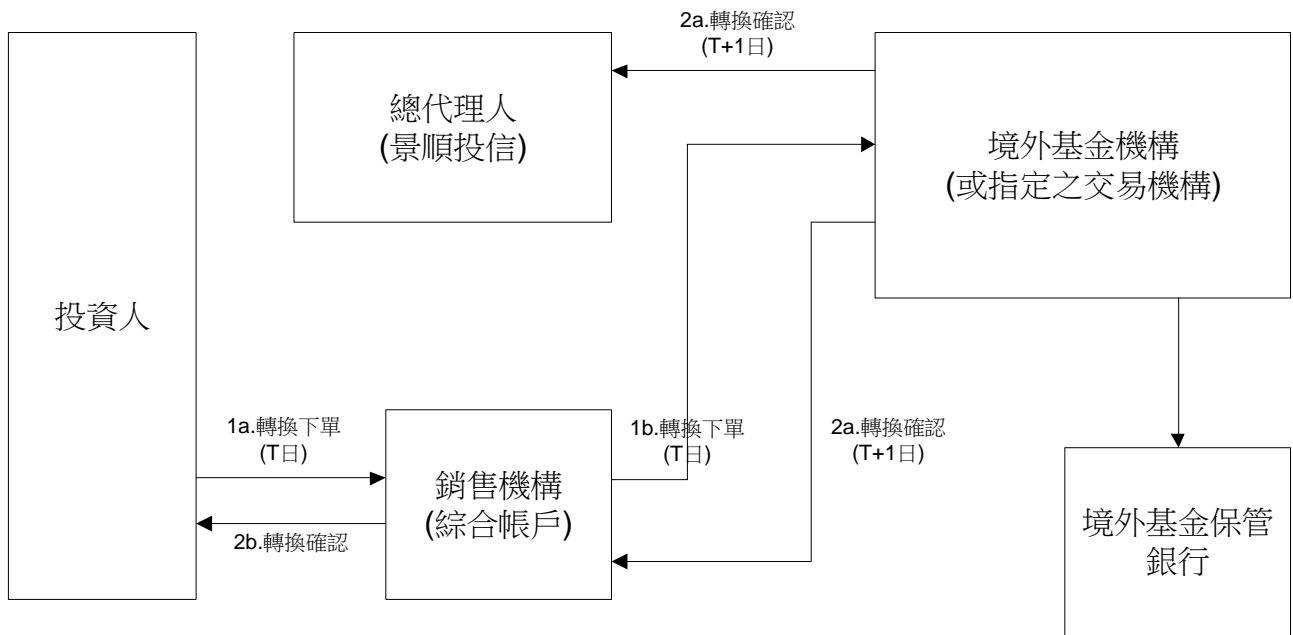 2a.轉換確認
(T+1日)
總代理人
(景順投信)
境外基金機構
(或指定之交易機構)
投資人
1a.轉換下單
(T日)
1b.轉換下單
(T日)
2a.轉換確認
(T+1日)
銷售機構
(綜合帳戶)
2b.轉換確認
境外基金保管
銀行